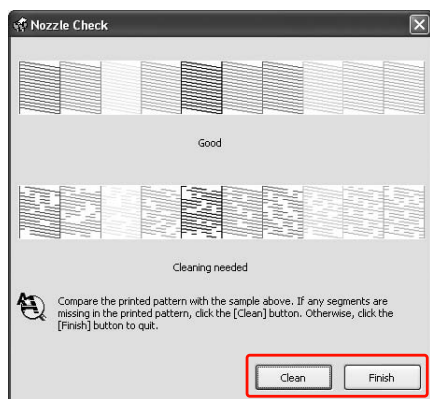 Nozzle Check
Good
Cleaning needed
Compare the printed pattern with the sample above. If any segments are
missing in the printed pattern, click the [Clean] button. Otherwise, click the
[Finish] button to quit.
Clean Finish